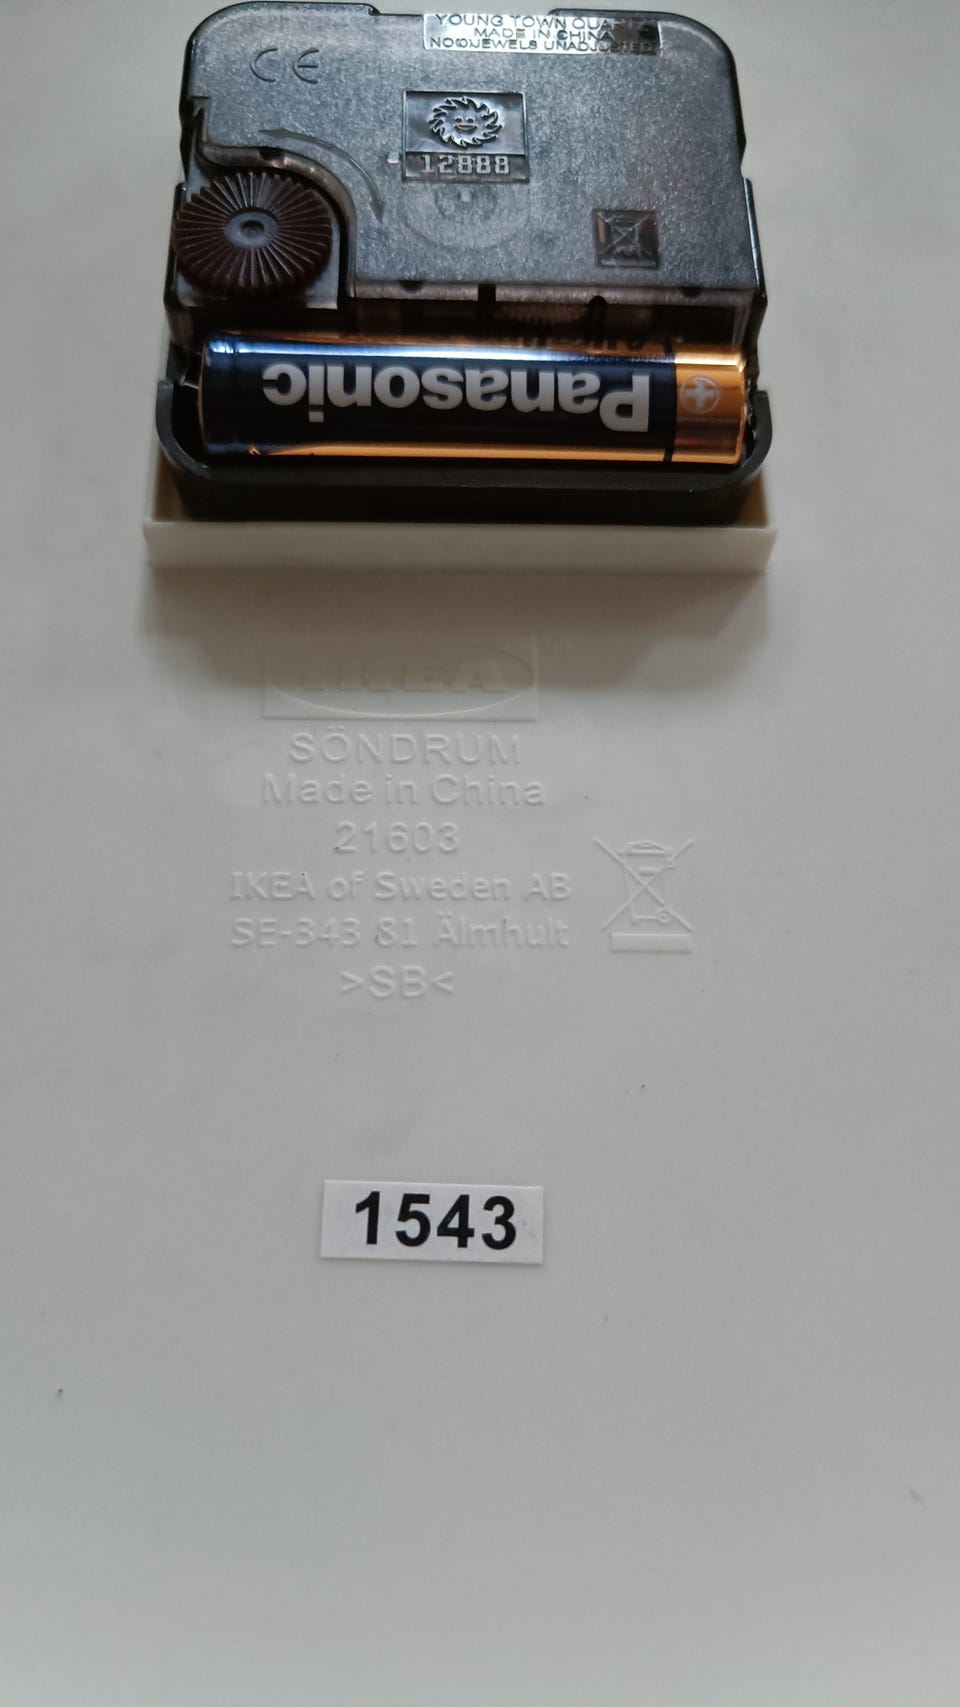 YOUNG TOWN QUARTZ
MADE IN CHINA
NO(0)JEWELS UNADJUSTED
CE
12888
Panasonic
+
IKEA
SÖNDRUM
Made in China
21603
IKEA of Sweden AB
SE-343 81 Älmhult
>SB<
1543